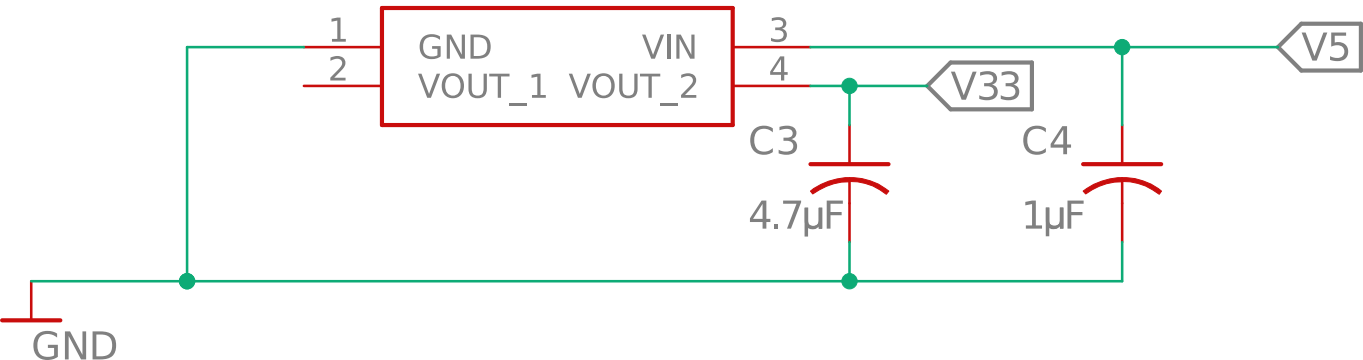 1
GND
VIN
3
V5
2
VOUT_1
VOUT_2
4
V33
C3
C4
4.7µF
1µF
GND